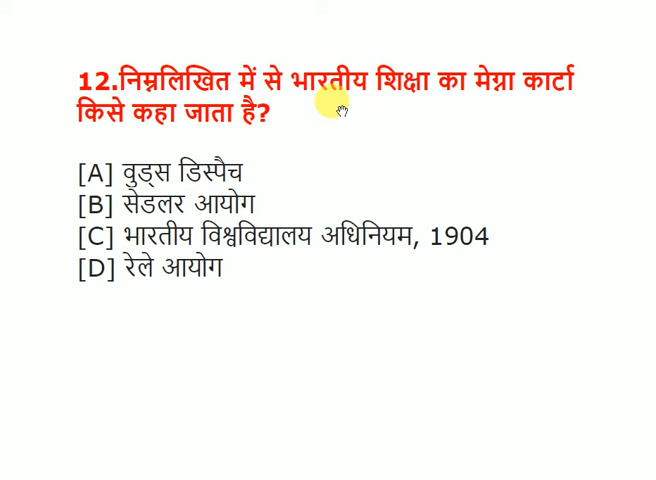 12.निम्नलिखित में से भारतीय शिक्षा का मेग्ना कार्टा
किसे कहा जाता है?
[A] वुड्स डिस्पैच
[B] सेडलर आयोग
[C] भारतीय विश्वविद्यालय अधिनियम, 1904
[D] रेले आयोग